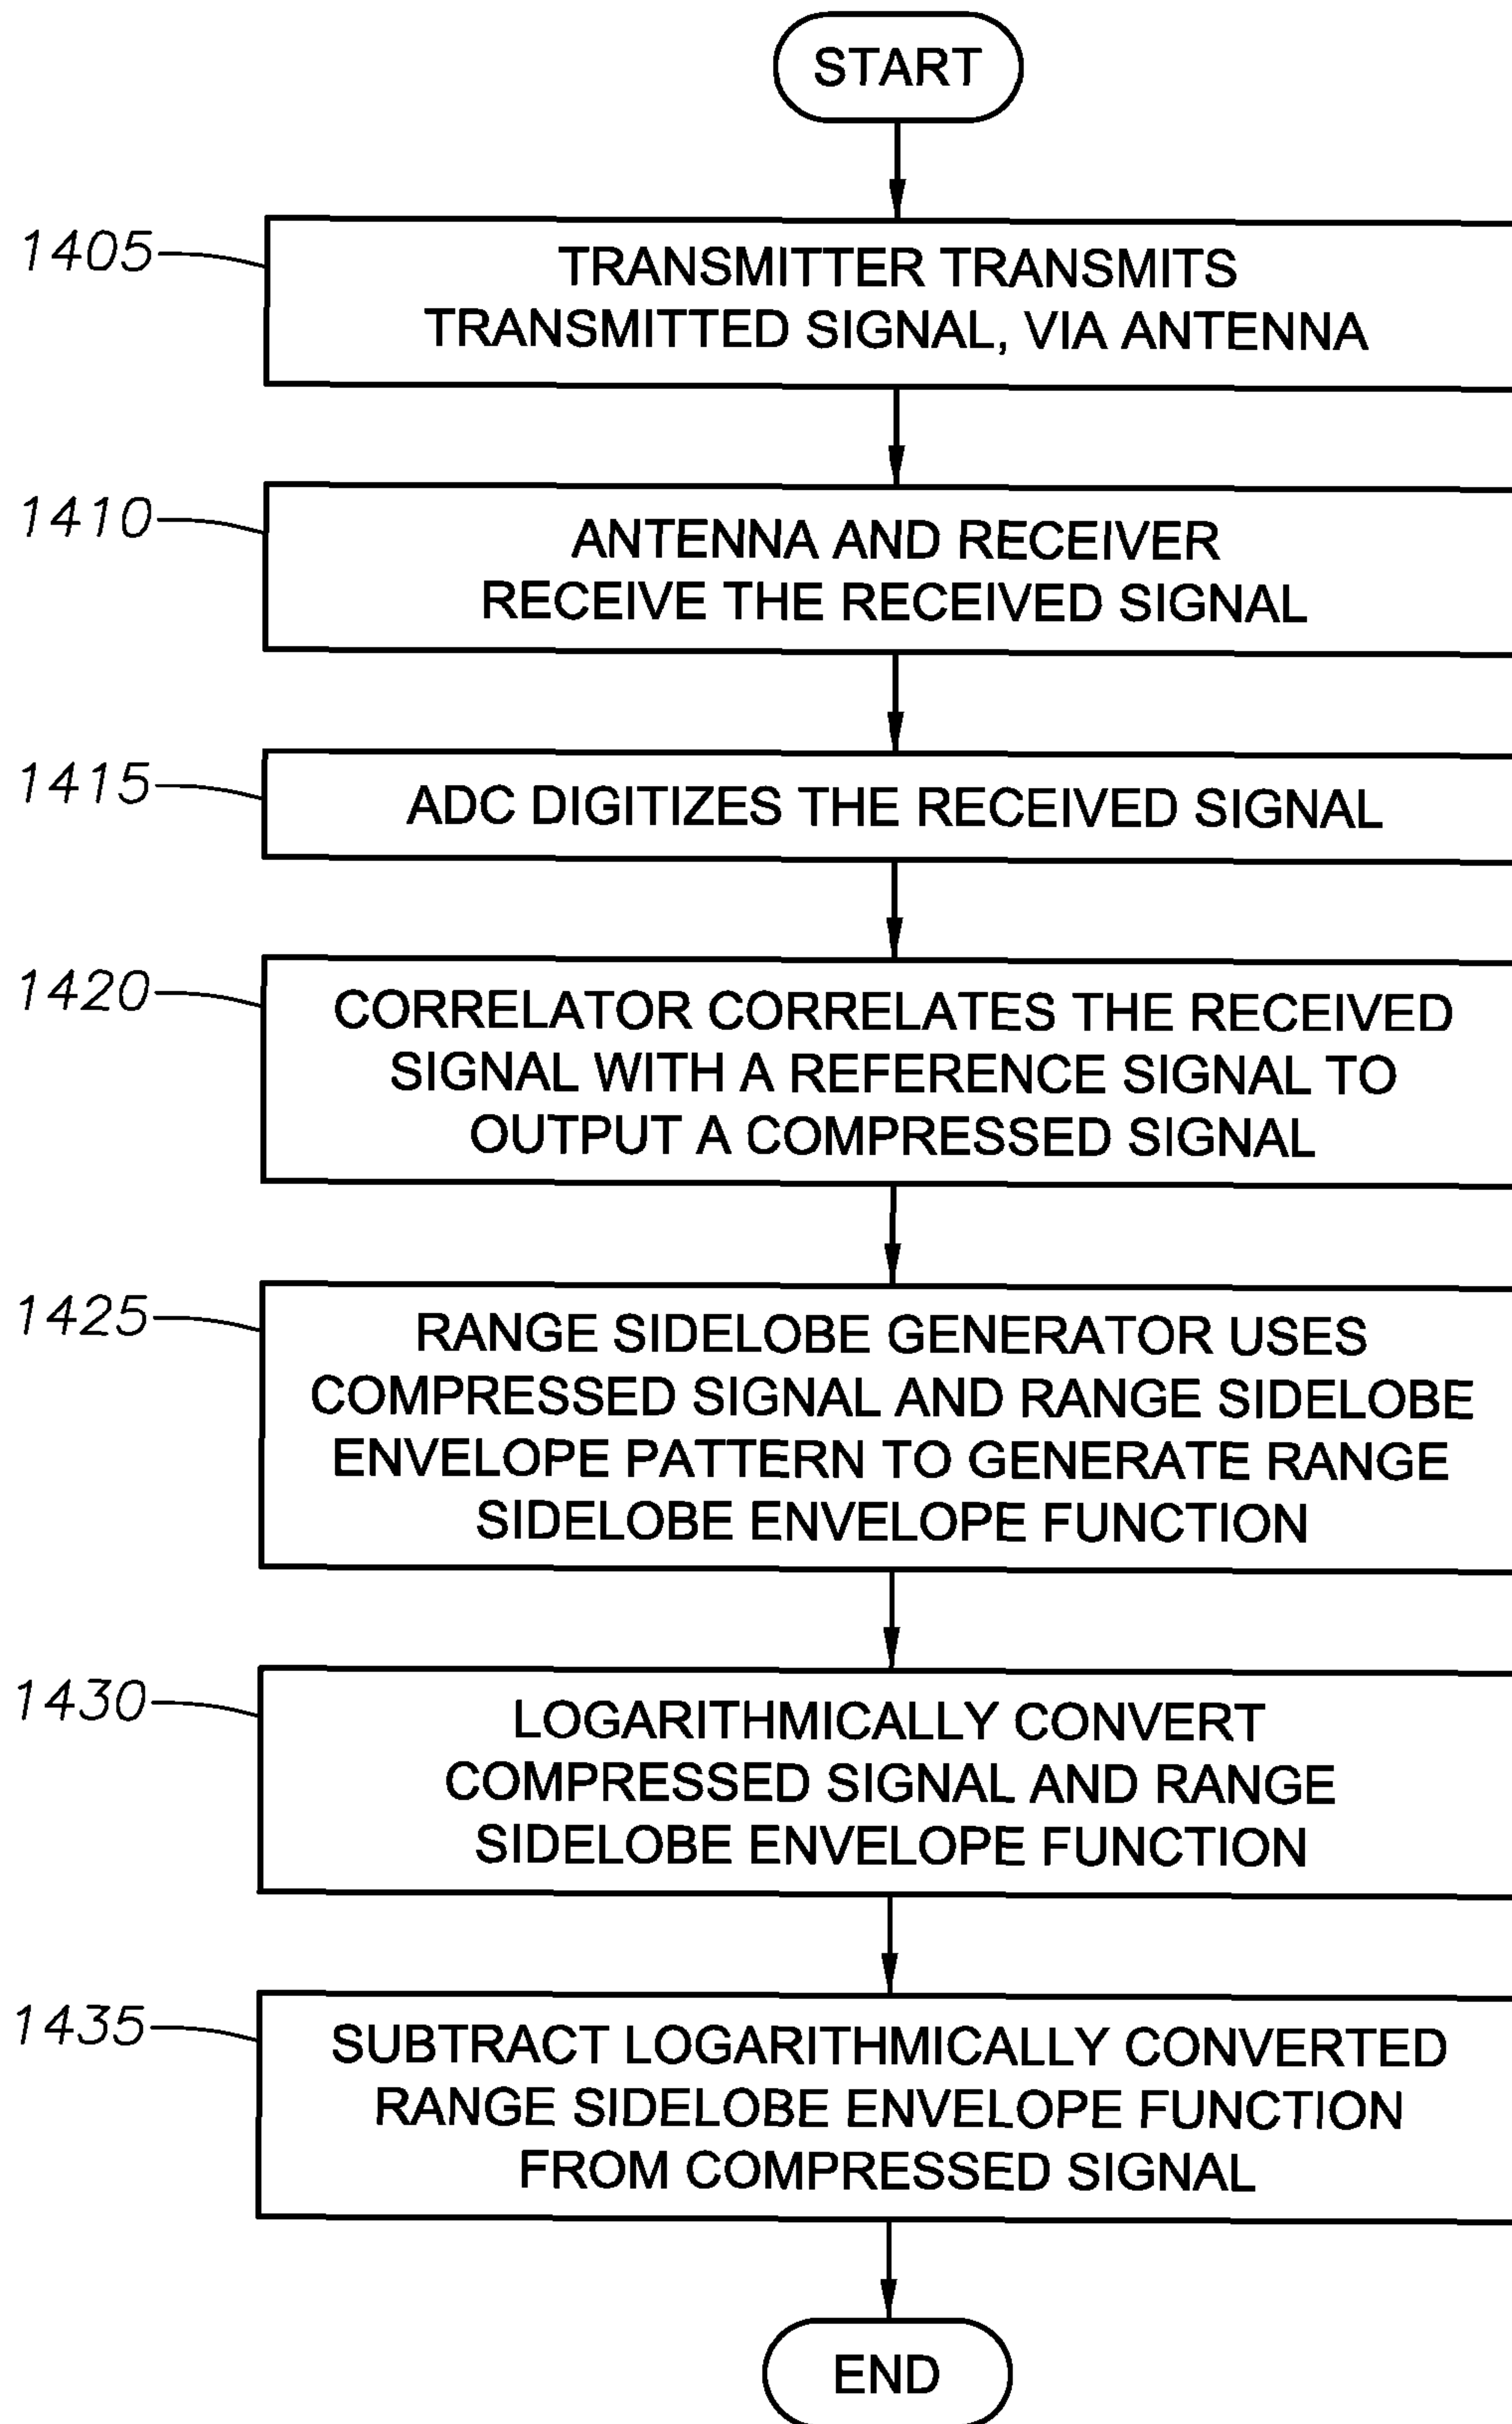 START
1405
TRANSMITTER TRANSMITS
TRANSMITTED SIGNAL, VIA ANTENNA
1410
ANTENNA AND RECEIVER
RECEIVE THE RECEIVED SIGNAL
1415
ADC DIGITIZES THE RECEIVED SIGNAL
1420
CORRELATOR CORRELATES THE RECEIVED
SIGNAL WITH A REFERENCE SIGNAL TO
OUTPUT A COMPRESSED SIGNAL
1425
RANGE SIDELOBE GENERATOR USES
COMPRESSED SIGNAL AND RANGE SIDELOBE
ENVELOPE PATTERN TO GENERATE RANGE
SIDELOBE ENVELOPE FUNCTION
1430
LOGARITHMICALLY CONVERT
COMPRESSED SIGNAL AND RANGE
SIDELOBE ENVELOPE FUNCTION
1435
SUBTRACT LOGARITHMICALLY CONVERTED
RANGE SIDELOBE ENVELOPE FUNCTION
FROM COMPRESSED SIGNAL
END